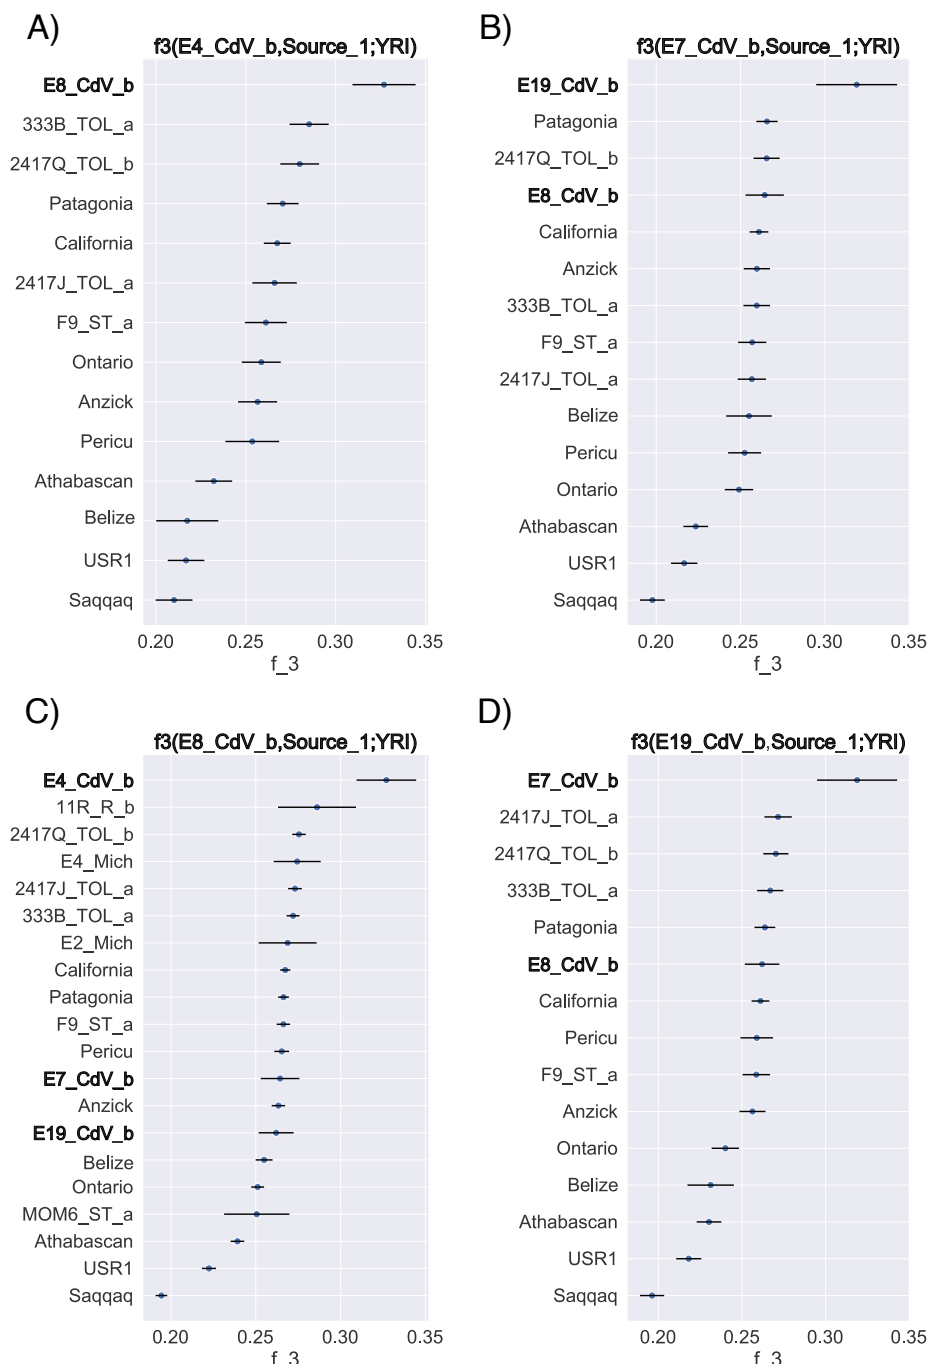 A)
f3(E4_CdV_b,Source_1;YRI)
E8_CdV_b
333B_TOL_a
2417Q_TOL_b
Patagonia
California
2417J_TOL_a
F9_ST_a
Ontario
Anzick
Pericu
Athabascan
Belize
USR1
Saqqaq
0.20 0.25 0.30 0.35
f_3
B)
f3(E7_CdV_b,Source_1;YRI)
E19_CdV_b
Patagonia
2417Q_TOL_b
E8_CdV_b
California
Anzick
333B_TOL_a
F9_ST_a
2417J_TOL_a
Belize
Pericu
Ontario
Athabascan
USR1
Saqqaq
0.20 0.25 0.30 0.35
f_3
C)
f3(E8_CdV_b,Source_1;YRI)
E4_CdV_b
11R_R_b
2417Q_TOL_b
E4_Mich
2417J_TOL_a
333B_TOL_a
E2_Mich
California
Patagonia
F9_ST_a
Pericu
E7_CdV_b
Anzick
E19_CdV_b
Belize
Ontario
MOM6_ST_a
Athabascan
USR1
Saqqaq
0.20 0.25 0.30 0.35
f_3
D)
f3(E19_CdV_b,Source_1;YRI)
E7_CdV_b
2417J_TOL_a
2417Q_TOL_b
333B_TOL_a
Patagonia
E8_CdV_b
California
Pericu
F9_ST_a
Anzick
Ontario
Belize
Athabascan
USR1
Saqqaq
0.20 0.25 0.30 0.35
f_3